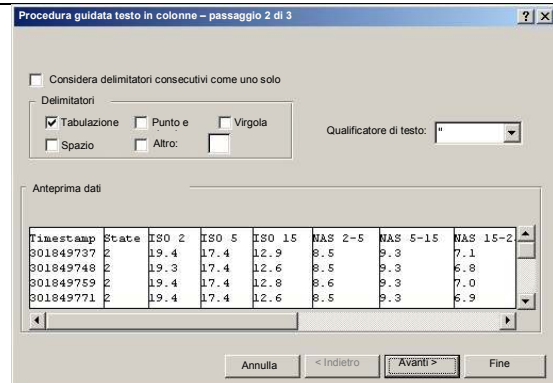 Procedura guidata testo in colonne – passaggio 2 di 3
Considera delimitatori consecutivi come uno solo
Delimitatori
Tabulazione Punto e Virgola
Spazio Altro:
Qualificatore di testo: "
Anteprima dati
Timestamp State ISO 2 ISO 5 ISO 15 NAS 2-5 NAS 5-15 NAS 15-2
301849737 2 19.4 17.4 12.9 8.5 9.3 7.1
301849748 2 19.3 17.4 12.6 8.5 9.3 6.8
301849759 2 19.4 17.4 12.8 8.6 9.3 7.0
301849771 2 19.4 17.4 12.6 8.5 9.3 6.9
Annulla < Indietro Avanti > Fine